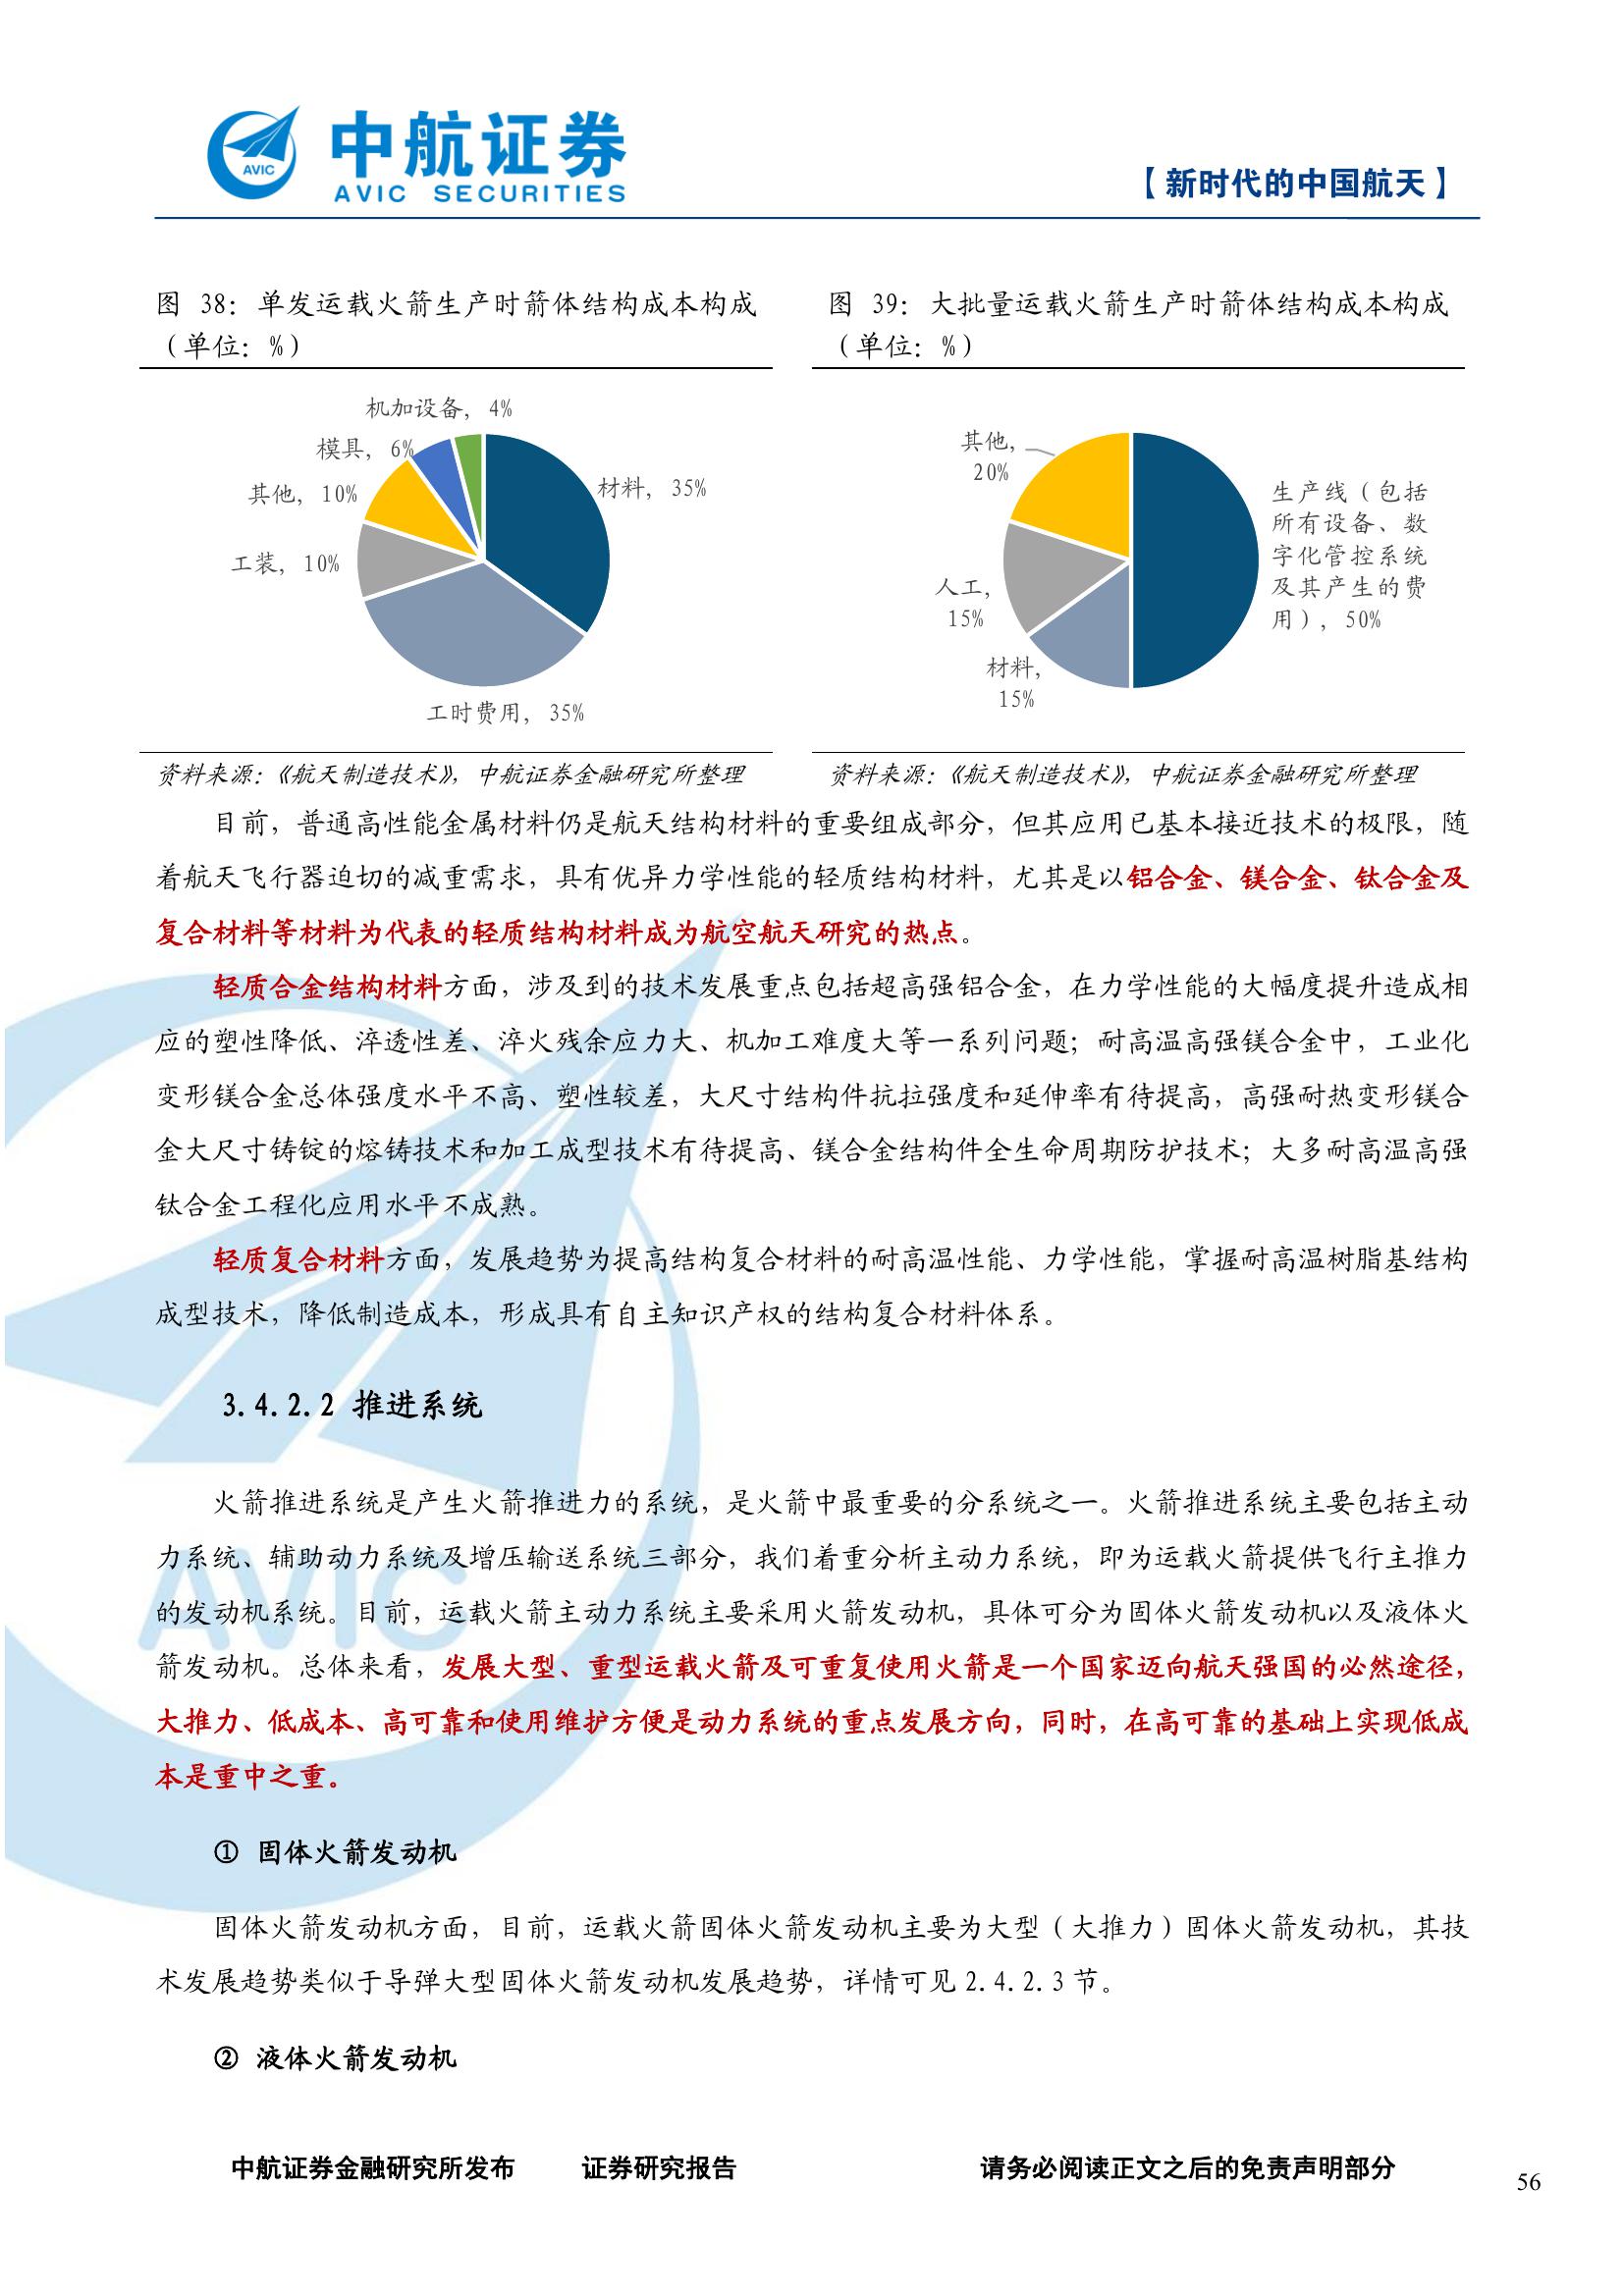 AVIC
中航证券
AVIC SECURITIES
【新时代的中国航天】
图 38：单发运载火箭生产时箭体结构成本构成
（单位：%）
机加设备, 4%
模具, 6%
其他, 10%
工装, 10%
材料, 35%
工时费用, 35%
资料来源：《航天制造技术》，中航证券金融研究所整理
图 39：大批量运载火箭生产时箭体结构成本构成
（单位：%）
其他,
20%
人工,
15%
材料,
15%
生产线（包括
所有设备、数
字化管控系统
及其产生的费
用）, 50%
资料来源：《航天制造技术》，中航证券金融研究所整理
目前，普通高性能金属材料仍是航天结构材料的重要组成部分，但其应用已基本接近技术的极限，随
着航天飞行器迫切的减重需求，具有优异力学性能的轻质结构材料，尤其是以铝合金、镁合金、钛合金及
复合材料等材料为代表的轻质结构材料成为航空航天研究的热点。
轻质合金结构材料方面，涉及到的技术发展重点包括超高强铝合金，在力学性能的大幅度提升造成相
应的塑性降低、淬透性差、淬火残余应力大、机加工难度大等一系列问题；耐高温高强镁合金中，工业化
变形镁合金总体强度水平不高、塑性较差，大尺寸结构件抗拉强度和延伸率有待提高，高强耐热变形镁合
金大尺寸铸锭的熔铸技术和加工成型技术有待提高、镁合金结构件全生命周期防护技术；大多耐高温高强
钛合金工程化应用水平不成熟。
轻质复合材料方面，发展趋势为提高结构复合材料的耐高温性能、力学性能，掌握耐高温树脂基结构
成型技术，降低制造成本，形成具有自主知识产权的结构复合材料体系。
3.4.2.2 推进系统
火箭推进系统是产生火箭推进力的系统，是火箭中最重要的分系统之一。火箭推进系统主要包括主动
力系统、辅助动力系统及增压输送系统三部分，我们着重分析主动力系统，即为运载火箭提供飞行主推力
的发动机系统。目前，运载火箭主动力系统主要采用火箭发动机，具体可分为固体火箭发动机以及液体火
箭发动机。总体来看，发展大型、重型运载火箭及可重复使用火箭是一个国家迈向航天强国的必然途径，
大推力、低成本、高可靠和使用维护方便是动力系统的重点发展方向，同时，在高可靠的基础上实现低成
本是重中之重。
① 固体火箭发动机
固体火箭发动机方面，目前，运载火箭固体火箭发动机主要为大型（大推力）固体火箭发动机，其技
术发展趋势类似于导弹大型固体火箭发动机发展趋势，详情可见 2.4.2.3 节。
② 液体火箭发动机
AVIC
中航证券金融研究所发布 证券研究报告 请务必阅读正文之后的免责声明部分
56